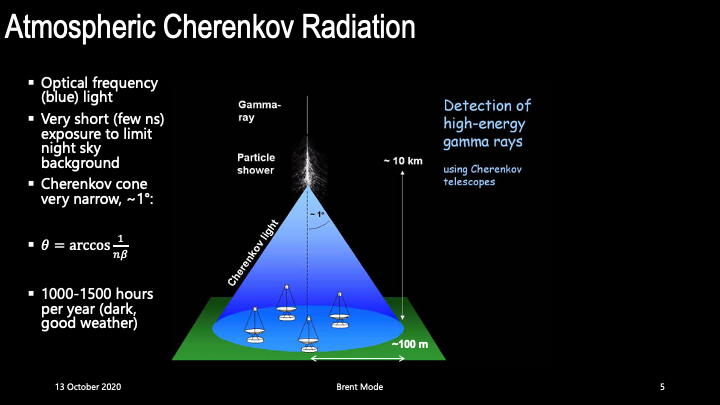 Atmospheric Cherenkov Radiation
▪ Optical frequency
(blue) light
▪ Very short (few ns)
exposure to limit
night sky
background
▪ Cherenkov cone
very narrow, ~1°:
▪ θ = arccos 1/nβ
▪ 1000-1500 hours
per year (dark,
good weather)
Gamma-
ray
Particle
shower
~ 10 km
~ 1°
Cherenkov light
~100 m
Detection of
high-energy
gamma rays
using Cherenkov
telescopes
13 October 2020
Brent Mode
5